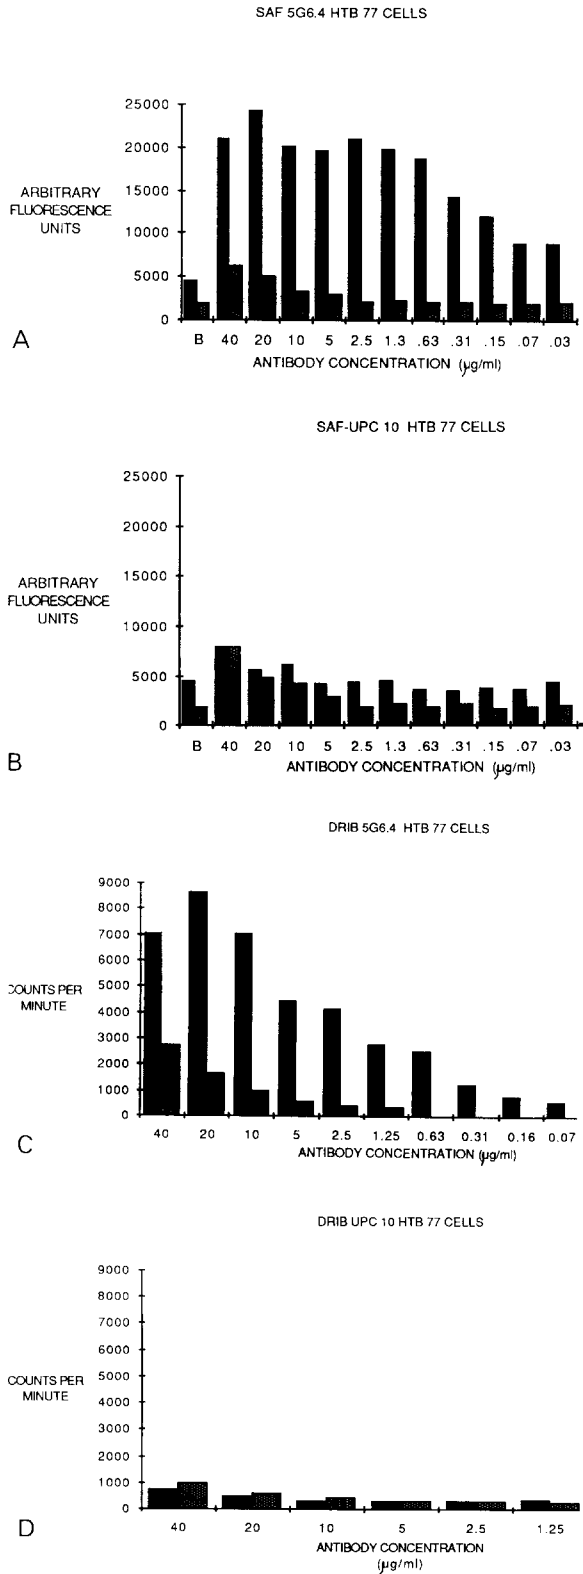 SAF 5G6.4 HTB 77 CELLS
25000
20000
15000
10000
5000
0
ARBITRARY
FLUORESCENCE
UNITS
B 40 20 10 5 2.5 1.3 .63 .31 .15 .07 .03
A
ANTIBODY CONCENTRATION (µg/ml)
SAF-UPC 10 HTB 77 CELLS
25000
20000
15000
10000
5000
0
ARBITRARY
FLUORESCENCE
UNITS
B 40 20 10 5 2.5 1.3 .63 .31 .15 .07 .03
B
ANTIBODY CONCENTRATION (µg/ml)
DRIB 5G6.4 HTB 77 CELLS
9000
8000
7000
6000
5000
4000
3000
2000
1000
0
COUNTS PER
MINUTE
40 20 10 5 2.5 1.25 0.63 0.31 0.16 0.07
C
ANTIBODY CONCENTRATION (µg/ml)
DRIB UPC 10 HTB 77 CELLS
9000
8000
7000
6000
5000
4000
3000
2000
1000
0
COUNTS PER
MINUTE
40 20 10 5 2.5 1.25
D
ANTIBODY CONCENTRATION
(µg/ml)